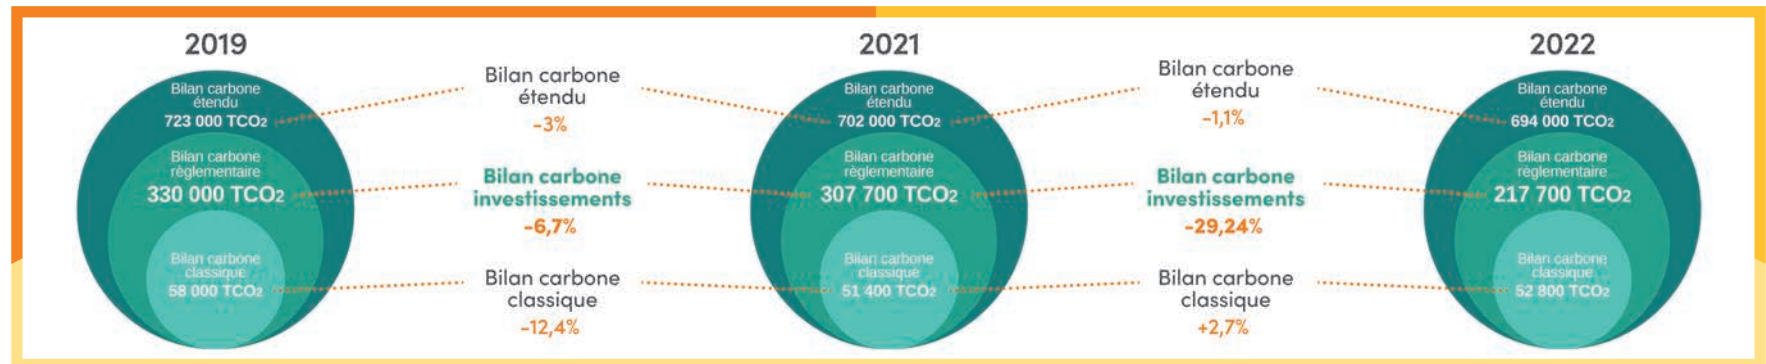 2019
Bilan carbone
étendu
723 000 TCO2
Bilan carbone
règlementaire
330 000 TCO2
Bilan carbone
classique
58 000 TCO2
Bilan carbone
étendu
-3%
Bilan carbone
investissements
-6,7%
Bilan carbone
classique
-12,4%
2021
Bilan carbone
étendu
702 000 TCO2
Bilan carbone
règlementaire
307 700 TCO2
Bilan carbone
classique
51 400 TCO2
Bilan carbone
étendu
-1,1%
Bilan carbone
investissements
-29,24%
Bilan carbone
classique
+2,7%
2022
Bilan carbone
étendu
694 000 TCO2
Bilan carbone
règlementaire
217 700 TCO2
Bilan carbone
classique
52 800 TCO2